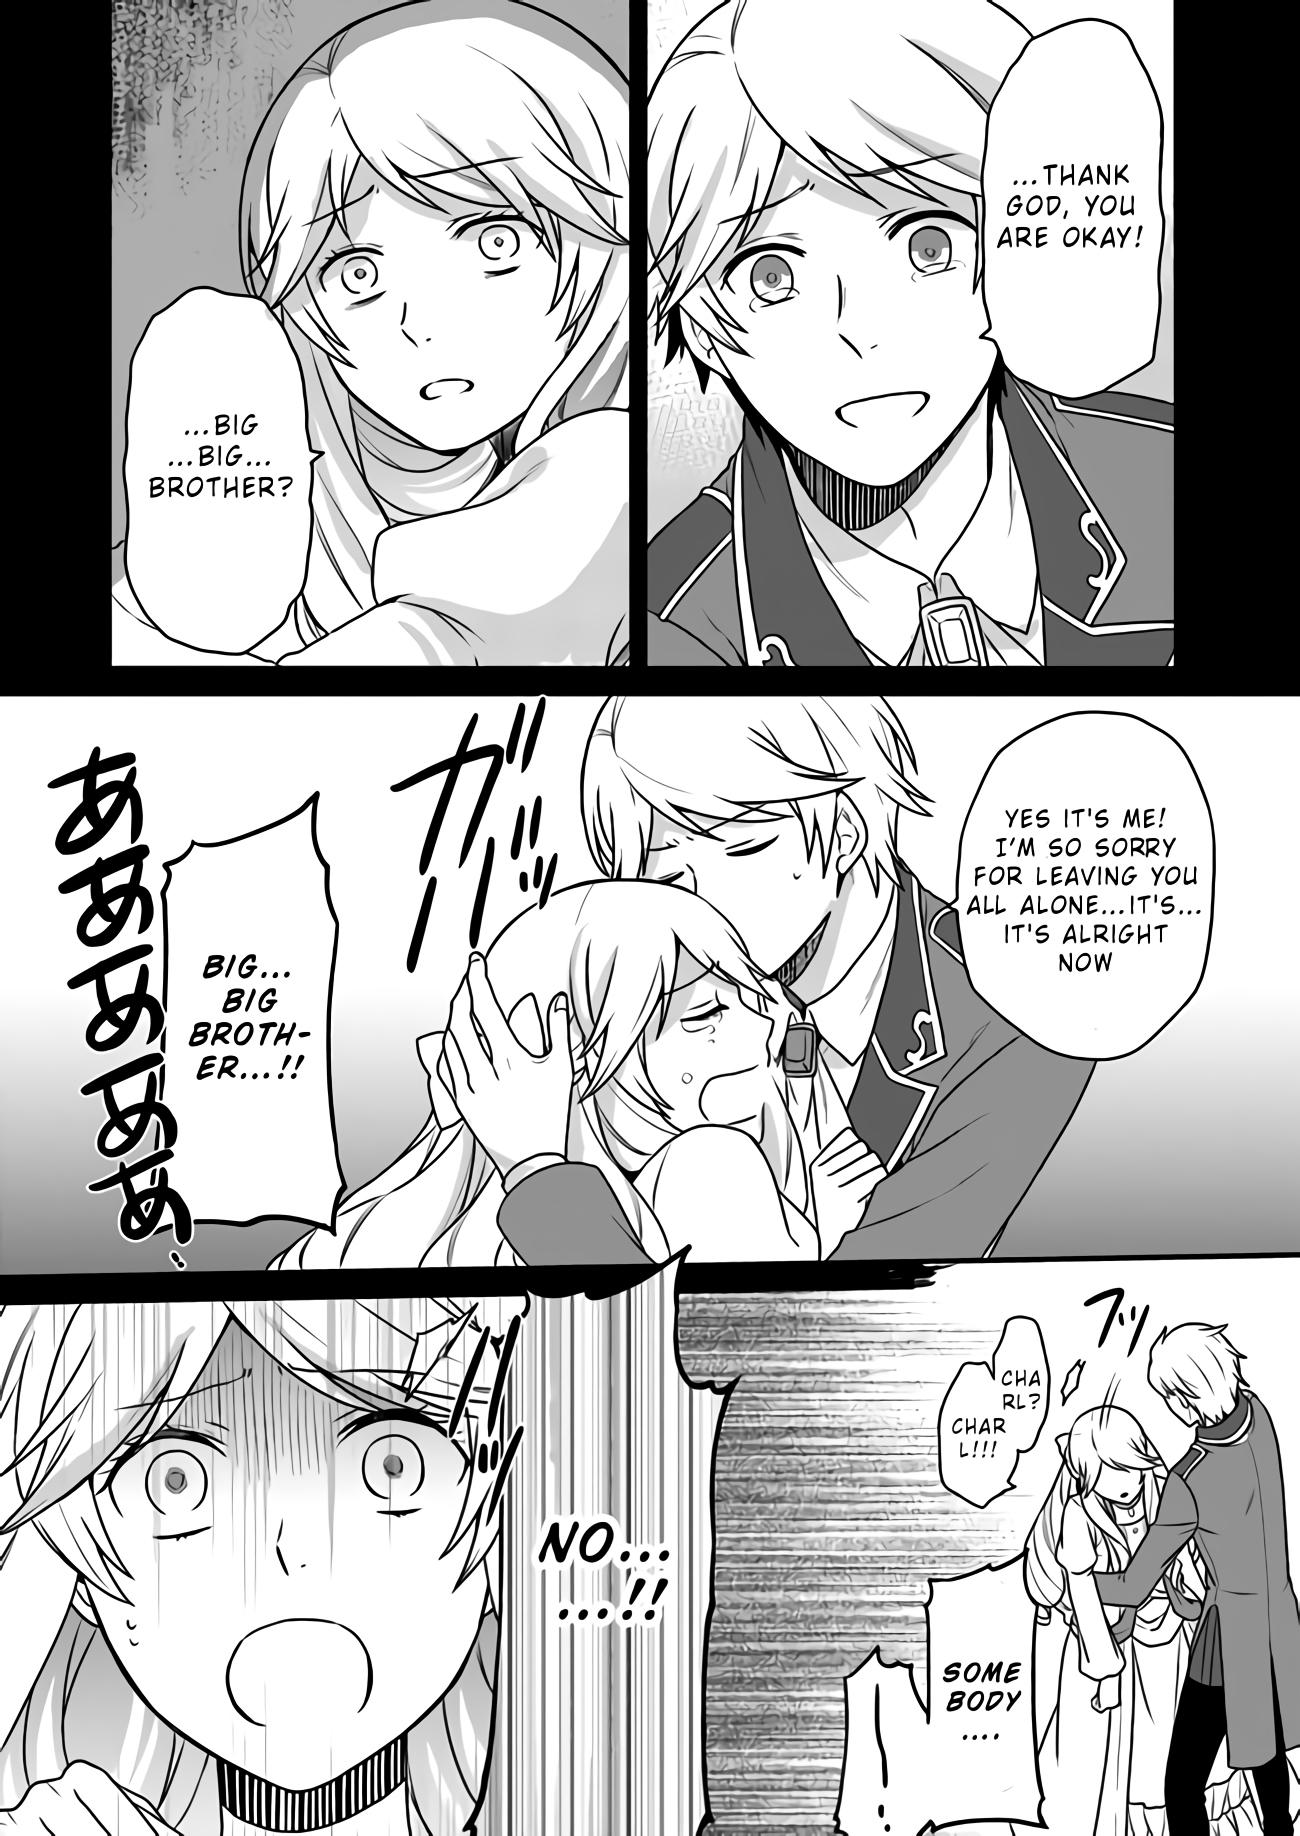 ...THANK
GOD, YOU
ARE OKAY!
...BIG
...BIG...
BROTHER?
YES IT'S ME!
I'M SO SORRY
FOR LEAVING YOU
ALL ALONE...IT'S...
IT'S ALRIGHT
NOW
ガバッ
BIG...
BIG
BROTH-
ER...!!
あああああ
フッ
CHA
RL?
CHAR
L!!!
SOME
BODY
....
...
NO...
...!!